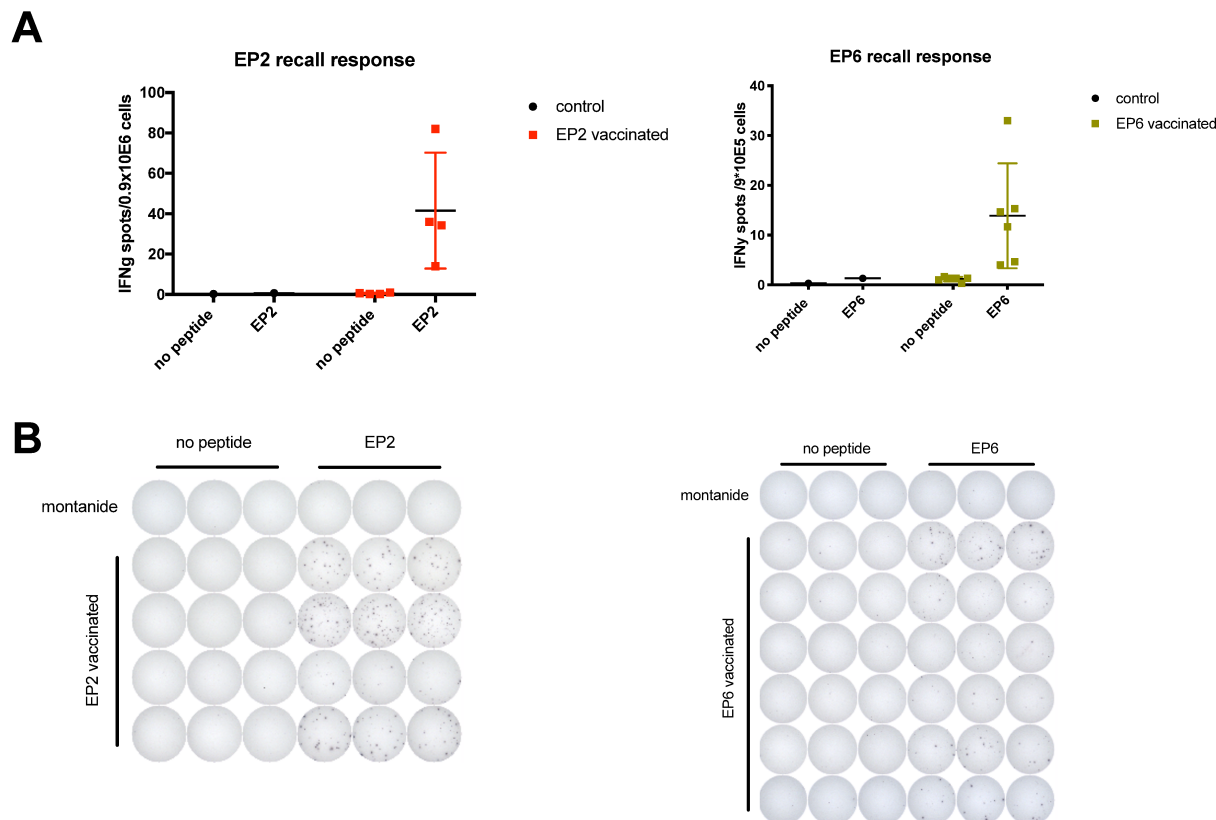 A
EP2 recall response
IFNg spots/0.9x10E6 cells
100
80
60
40
20
0
no peptide
EP2
no peptide
EP2
control
EP2 vaccinated
EP6 recall response
IFNy spots /9*10E5 cells
40
30
20
10
0
no peptide
EP6
no peptide
EP6
control
EP6 vaccinated
B
no peptide
EP2
montanide
EP2 vaccinated
no peptide
EP6
montanide
EP6 vaccinated